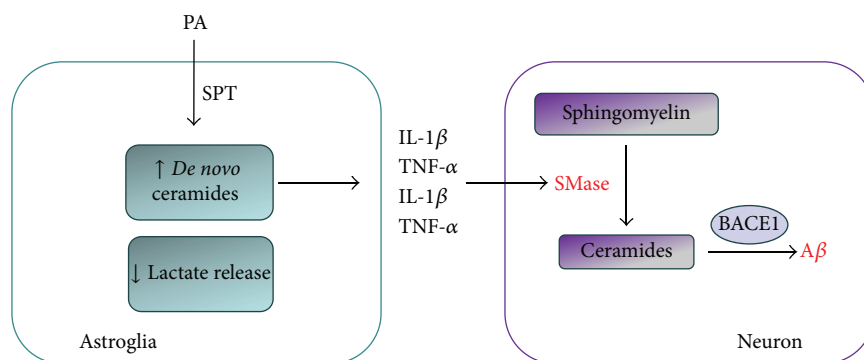 PA
SPT
↑ De novo
ceramides
↓ Lactate release
Astroglia
IL-1β
TNF-α
IL-1β
TNF-α
Sphingomyelin
SMase
Ceramides
BACE1
Aβ
Neuron